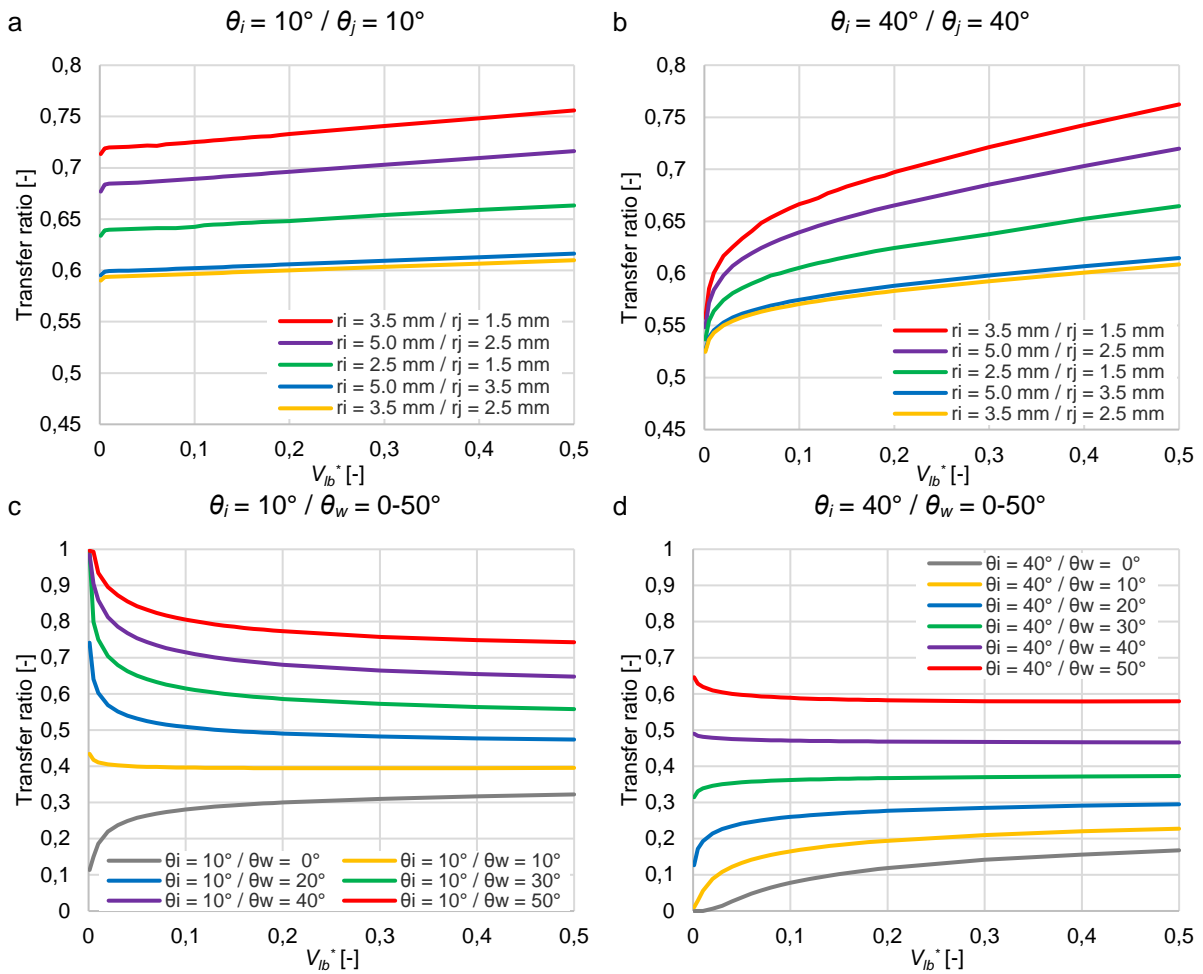 a
θi = 10° / θj = 10°
0,8
0,75
0,7
0,65
0,6
0,55
0,5
0,45
Transfer ratio [-]
ri = 3.5 mm / rj = 1.5 mm
ri = 5.0 mm / rj = 2.5 mm
ri = 2.5 mm / rj = 1.5 mm
ri = 5.0 mm / rj = 3.5 mm
ri = 3.5 mm / rj = 2.5 mm
0 0,1 0,2 0,3 0,4 0,5
Vlb* [-]
b
θi = 40° / θj = 40°
0,8
0,75
0,7
0,65
0,6
0,55
0,5
0,45
Transfer ratio [-]
ri = 3.5 mm / rj = 1.5 mm
ri = 5.0 mm / rj = 2.5 mm
ri = 2.5 mm / rj = 1.5 mm
ri = 5.0 mm / rj = 3.5 mm
ri = 3.5 mm / rj = 2.5 mm
0 0,1 0,2 0,3 0,4 0,5
Vlb* [-]
c
θi = 10° / θw = 0-50°
1
0,9
0,8
0,7
0,6
0,5
0,4
0,3
0,2
0,1
0
Transfer ratio [-]
θi = 10° / θw = 0° θi = 10° / θw = 10°
θi = 10° / θw = 20° θi = 10° / θw = 30°
θi = 10° / θw = 40° θi = 10° / θw = 50°
0 0,1 0,2 0,3 0,4 0,5
Vlb* [-]
d
θi = 40° / θw = 0-50°
1
0,9
0,8
0,7
0,6
0,5
0,4
0,3
0,2
0,1
0
Transfer ratio [-]
θi = 40° / θw = 0°
θi = 40° / θw = 10°
θi = 40° / θw = 20°
θi = 40° / θw = 30°
θi = 40° / θw = 40°
θi = 40° / θw = 50°
0 0,1 0,2 0,3 0,4 0,5
Vlb* [-]